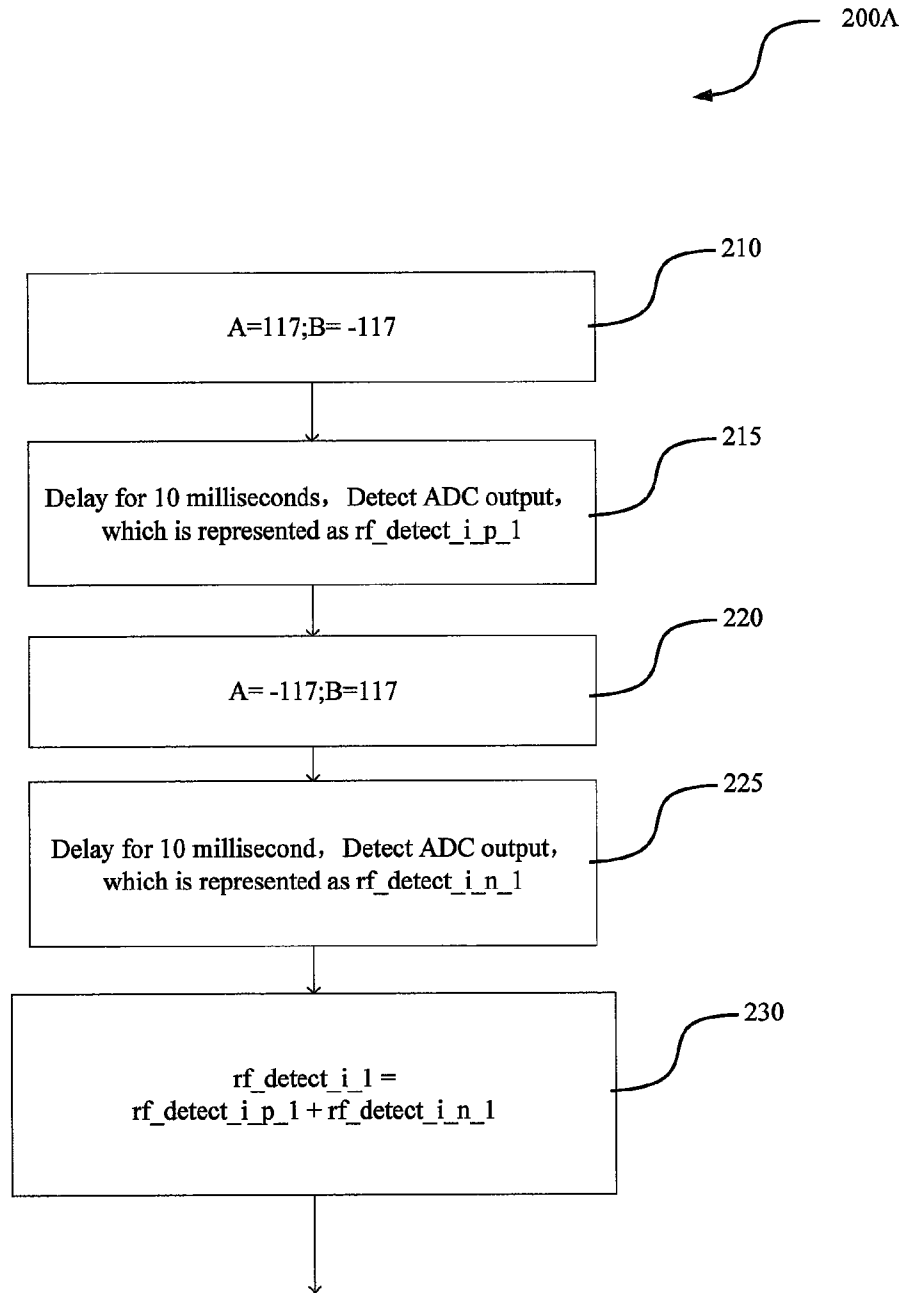 200A
210
A=117;B= -117
215
Delay for 10 milliseconds, Detect ADC output,
which is represented as rf_detect_i_p_1
220
A= -117;B=117
225
Delay for 10 millisecond, Detect ADC output,
which is represented as rf_detect_i_n_1
230
rf_detect_i_1 =
rf_detect_i_p_1 + rf_detect_i_n_1